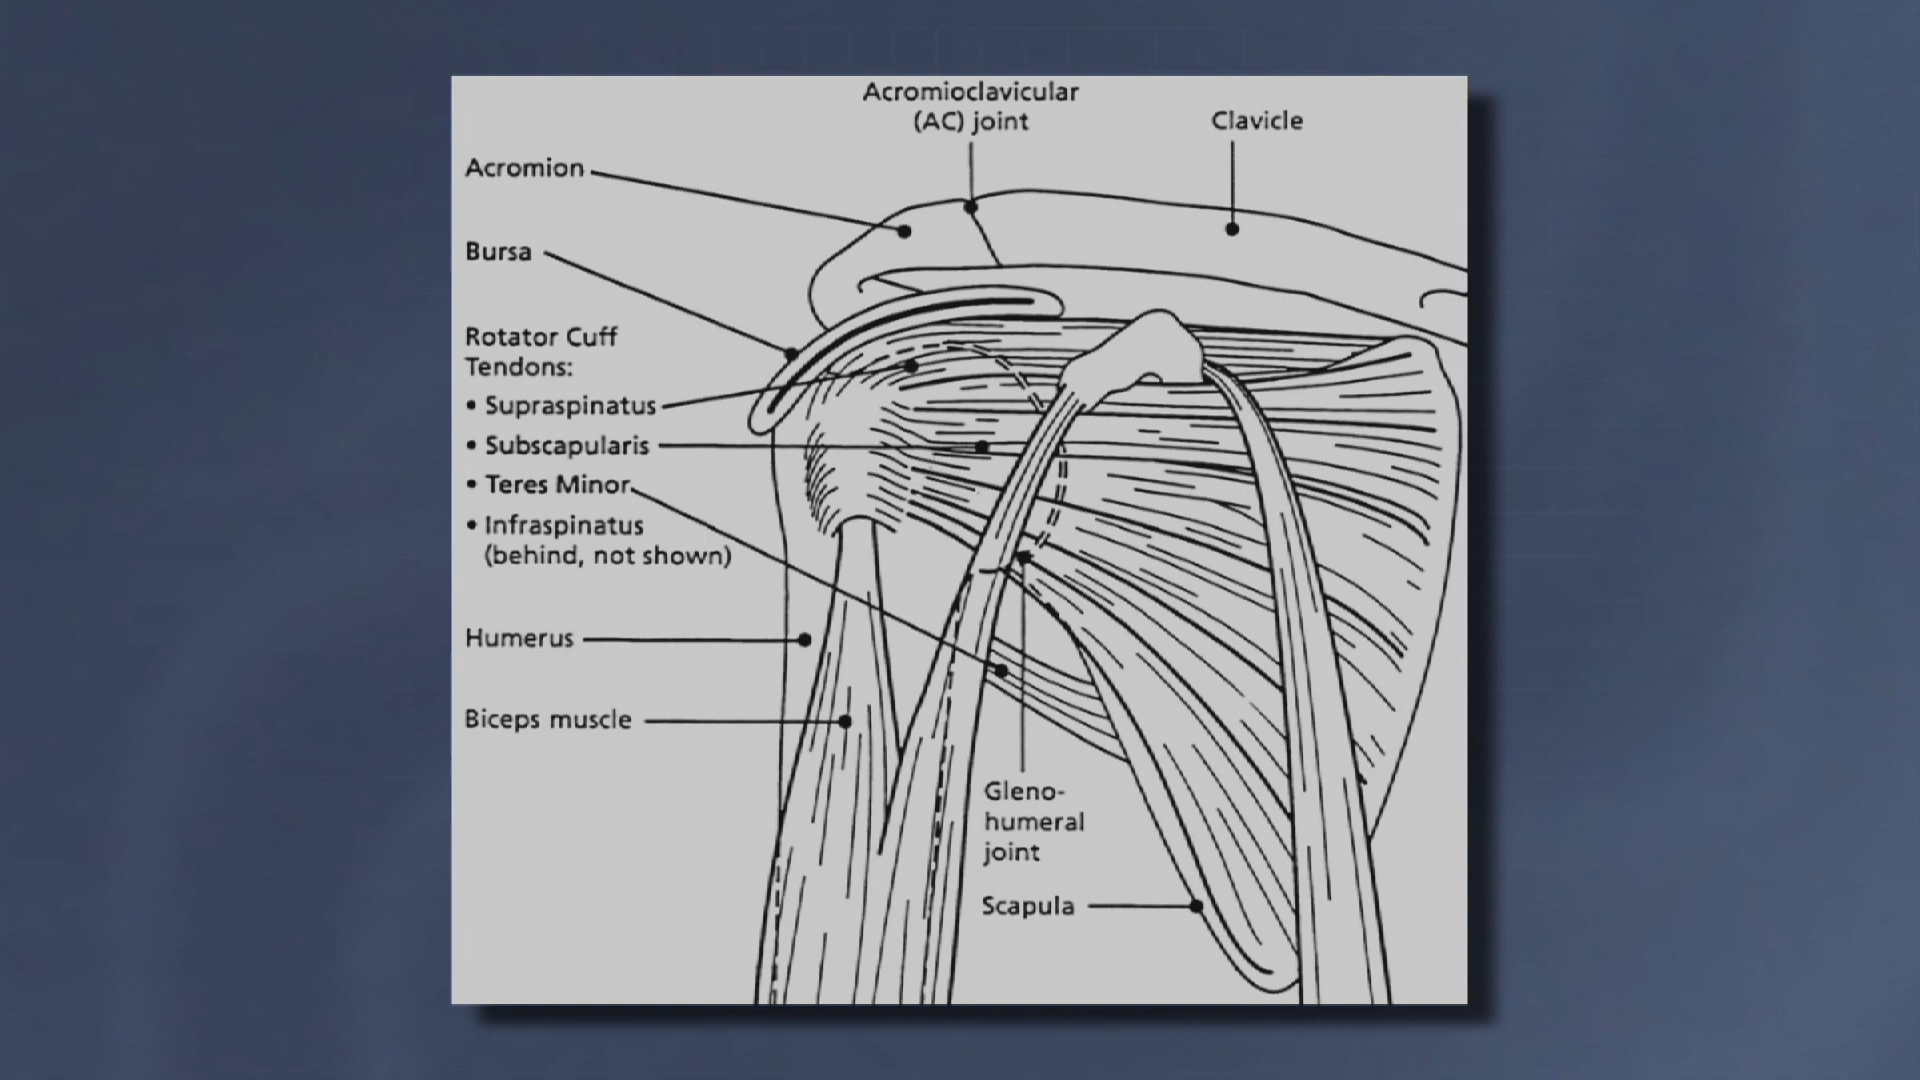 Acromioclavicular
(AC) joint
Clavicle
Acromion
Bursa
Rotator Cuff
Tendons:
• Supraspinatus
• Subscapularis
• Teres Minor
• Infraspinatus
(behind, not shown)
Humerus
Biceps muscle
Gleno-
humeral
joint
Scapula